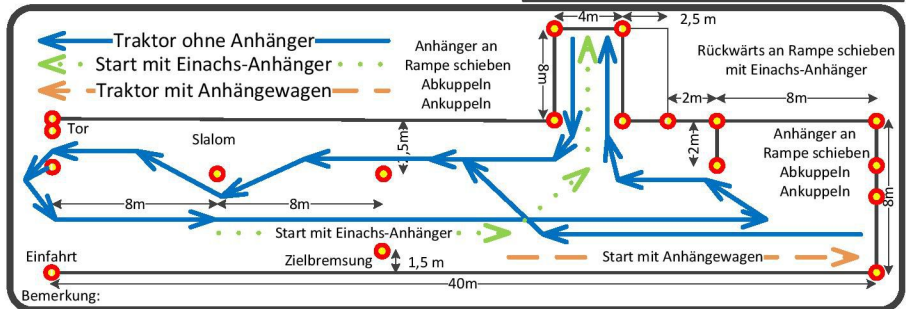 4m
2,5 m
Traktor ohne Anhänger
Start mit Einachs-Anhänger
Traktor mit Anhängewagen
Anhänger an
Rampe schieben
Abkuppeln
Ankuppeln
8m
Rückwärts an Rampe schieben
mit Einachs-Anhänger
2m
8m
Tor
Slalom
2m
Anhänger an
Rampe schieben
Abkuppeln
Ankuppeln
8m
8m
8m
Start mit Einachs-Anhänger
Einfahrt
Zielbremsung
1,5 m
Start mit Anhängewagen
40m
Bemerkung: